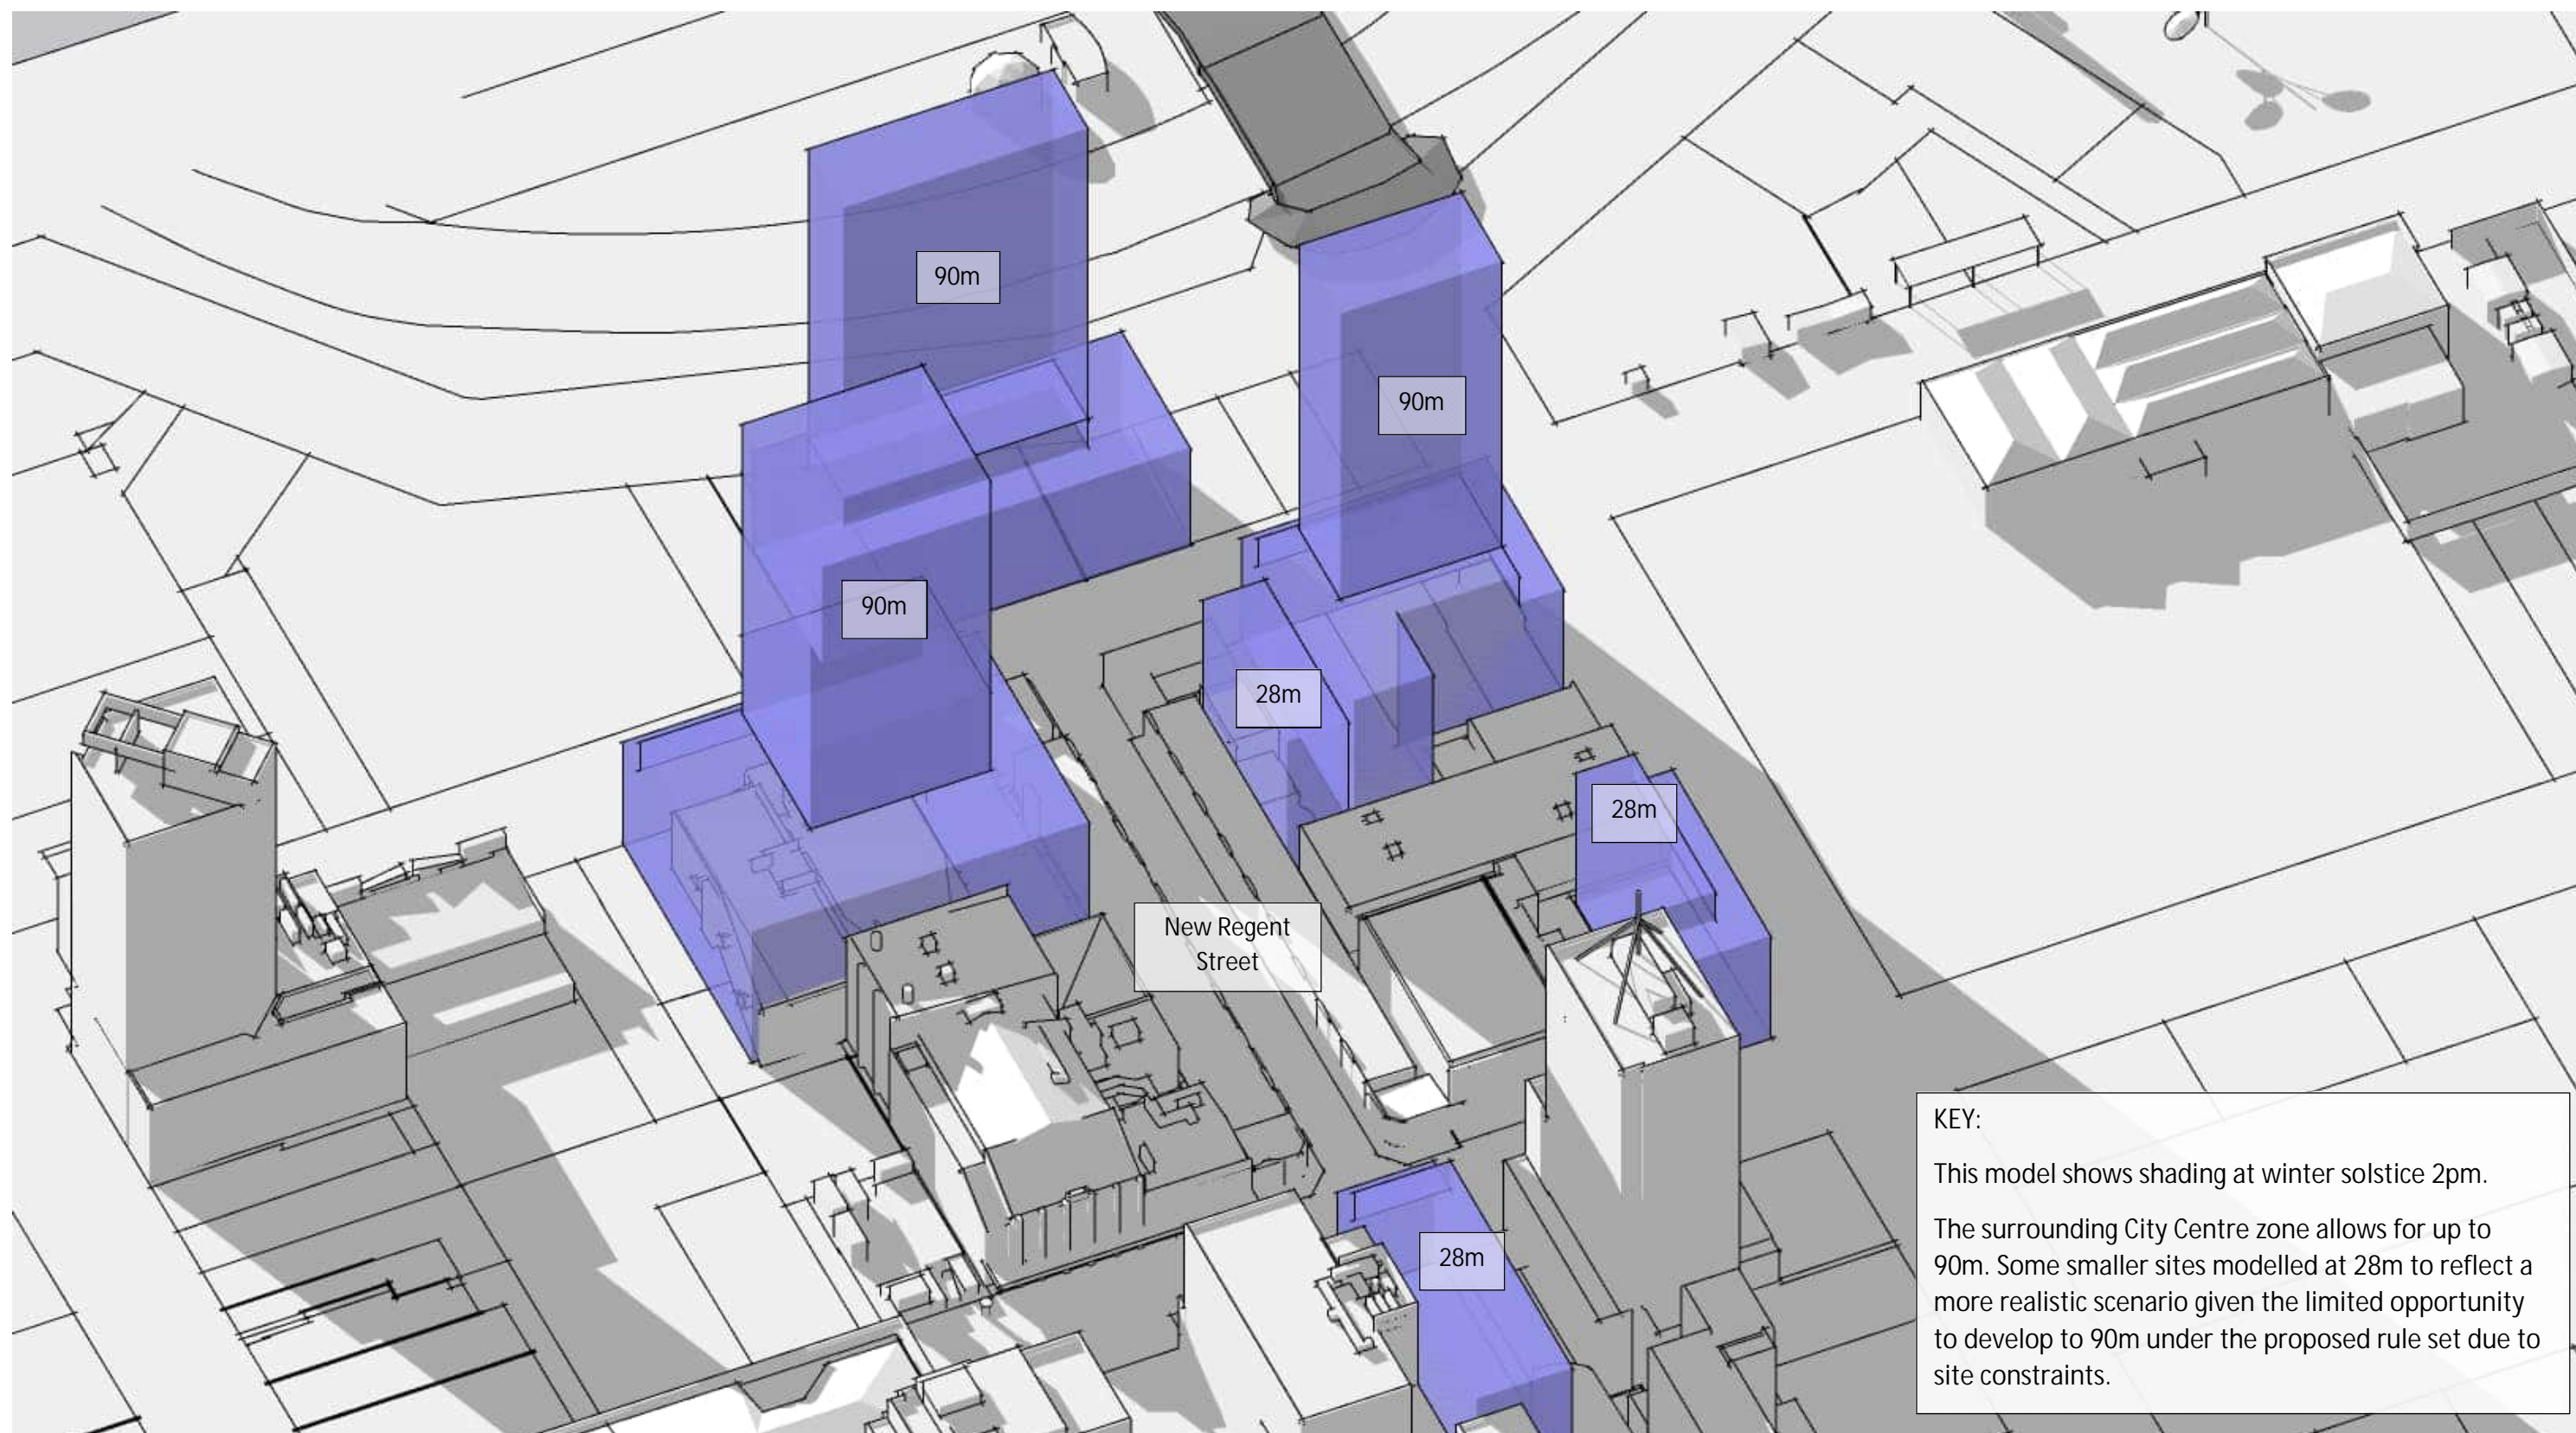 90m
90m
90m
28m
28m
New Regent
Street
28m
KEY:
This model shows shading at winter solstice 2pm.
The surrounding City Centre zone allows for up to
90m. Some smaller sites modelled at 28m to reflect a
more realistic scenario given the limited opportunity
to develop to 90m under the proposed rule set due to
site constraints.